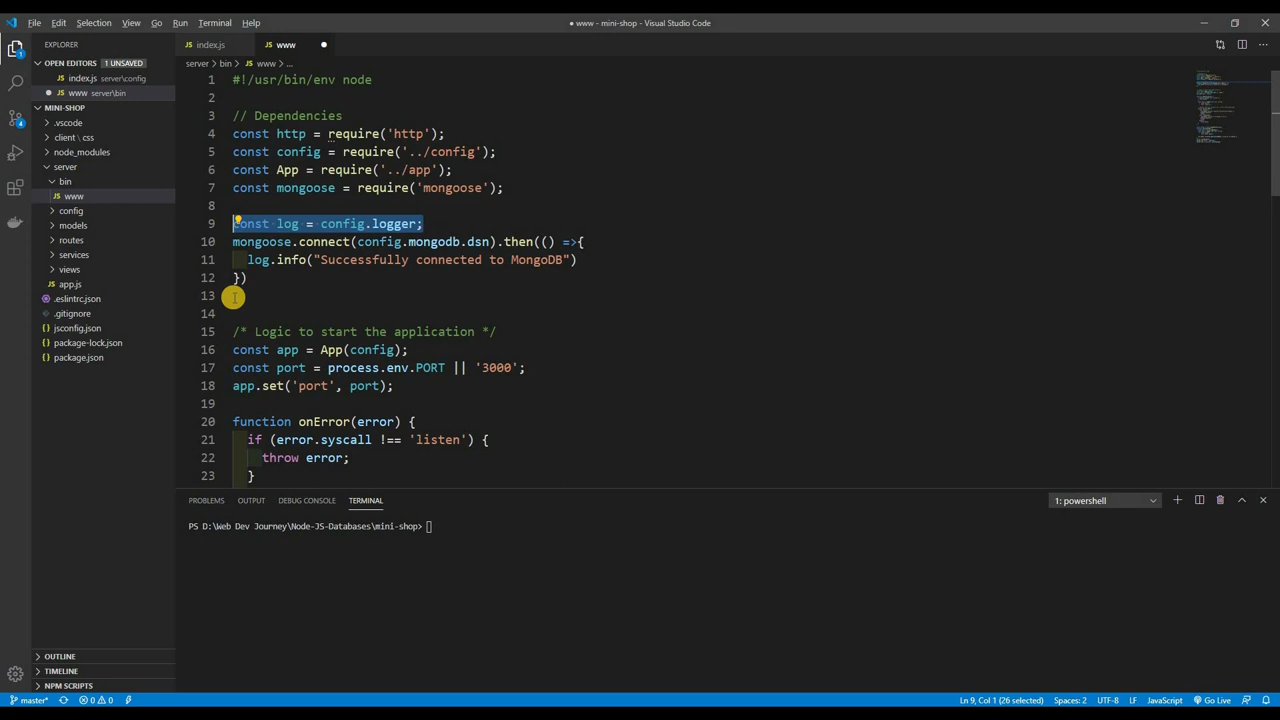 File Edit Selection View Go Run Terminal Help
● www - mini-shop - Visual Studio Code
EXPLORER
index.js
www
OPEN EDITORS 1 UNSAVED
server > bin > www > ...
index.js server\config
www server\bin
MINI-SHOP
.vscode
client \ css
node_modules
server
bin
www
config
models
routes
services
views
app.js
.eslintrc.json
.gitignore
jsconfig.json
package-lock.json
package.json
1 #!/usr/bin/env node
2
3 // Dependencies
4 const http = require('http');
5 const config = require('../config');
6 const App = require('../app');
7 const mongoose = require('mongoose');
8
9 const log = config.logger;
10 mongoose.connect(config.mongodb.dsn).then(() =>{
11 log.info("Successfully connected to MongoDB")
12 })
13
14
15 /* Logic to start the application */
16 const app = App(config);
17 const port = process.env.PORT || '3000';
18 app.set('port', port);
19
20 function onError(error) {
21 if (error.syscall !== 'listen') {
22 throw error;
23 }
PROBLEMS OUTPUT DEBUG CONSOLE TERMINAL
1: powershell
PS D:\Web Dev Journey\Node-JS-Databases\mini-shop>
OUTLINE
TIMELINE
NPM SCRIPTS
1
4
master* 0 0 Ln 9, Col 1 (26 selected) Spaces: 2 UTF-8 LF JavaScript Go Live